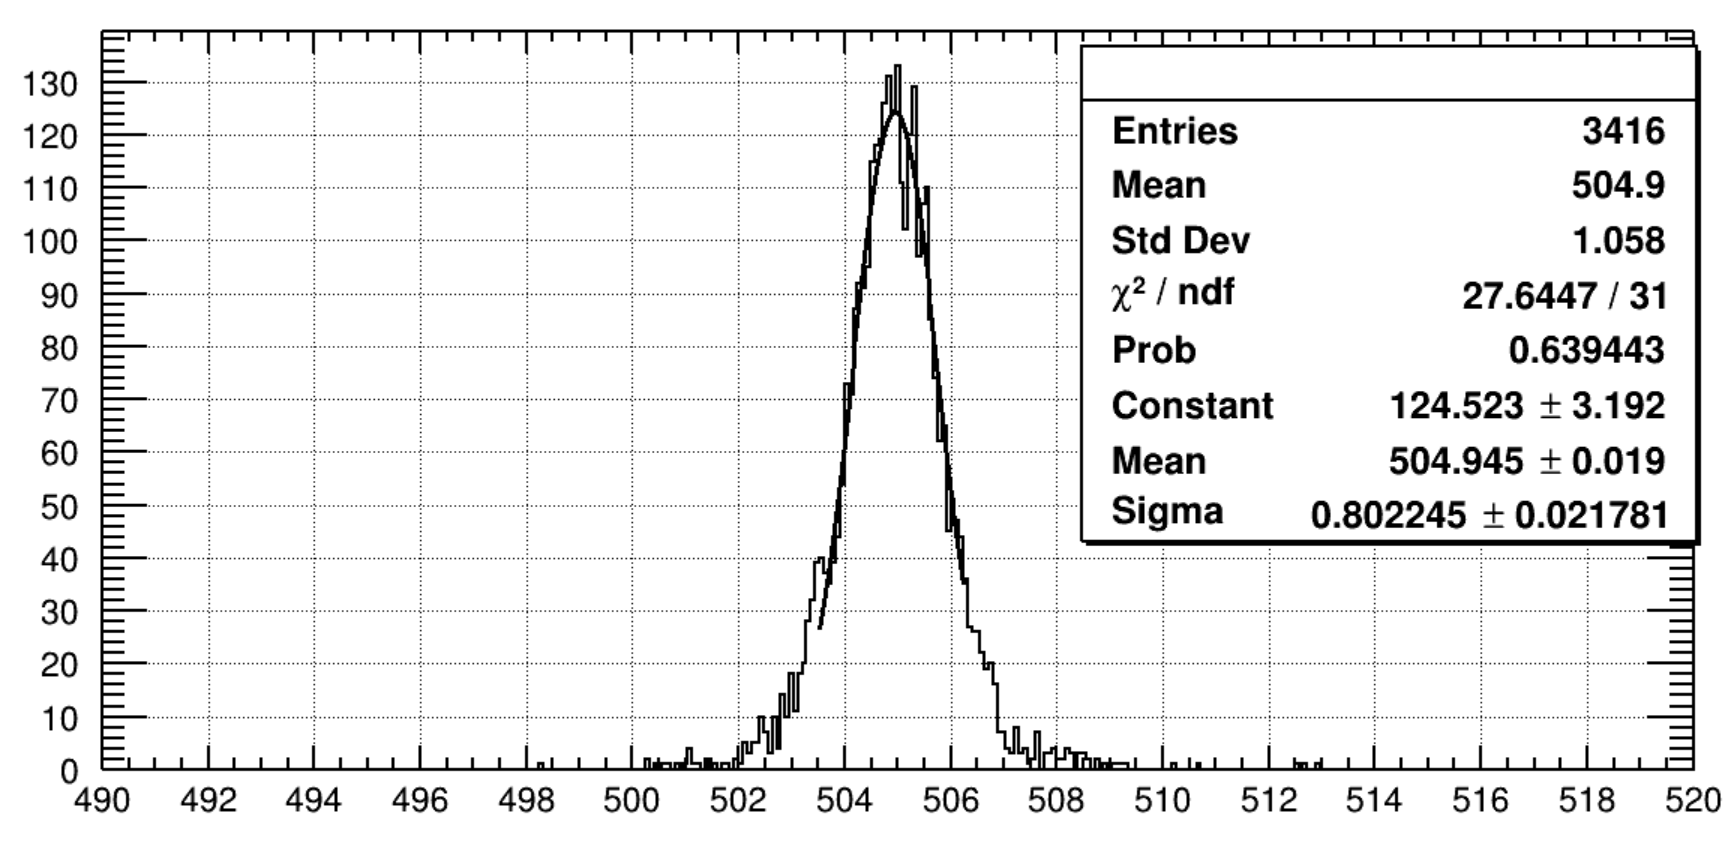 130
120
110
100
90
80
70
60
50
40
30
20
10
0
490 492 494 496 498 500 502 504 506 508 510 512 514 516 518 520
Entries 3416
Mean 504.9
Std Dev 1.058
χ² / ndf 27.6447 / 31
Prob 0.639443
Constant 124.523 ± 3.192
Mean 504.945 ± 0.019
Sigma 0.802245 ± 0.021781